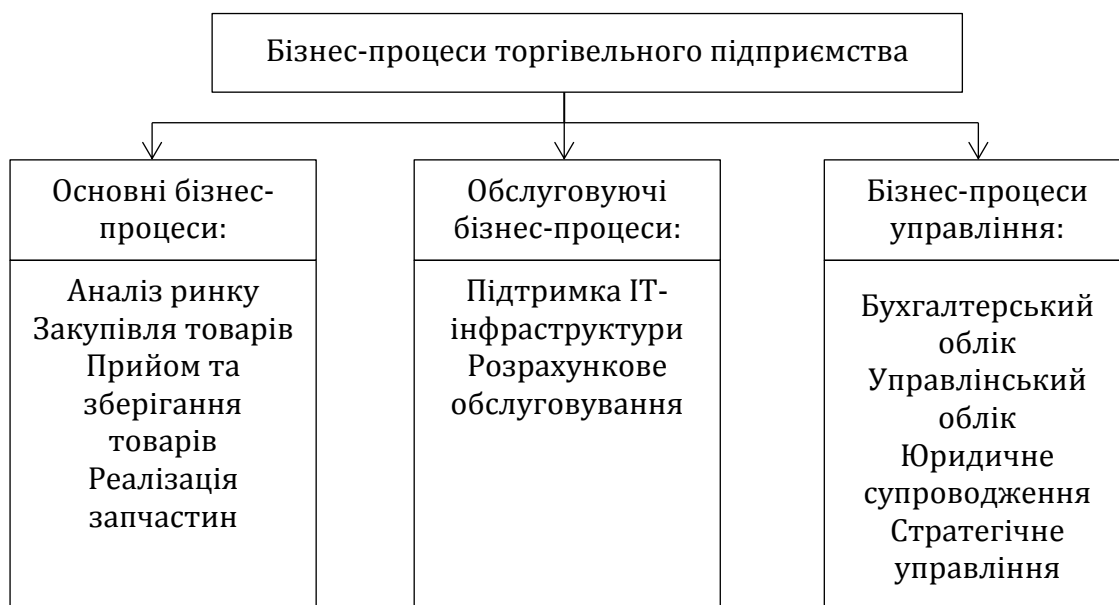 Бізнес-процеси торгівельного підприємства
Основні бізнес-
процеси:
Аналіз ринку
Закупівля товарів
Прийом та
зберігання
товарів
Реалізація
запчастин
Обслуговуючі
бізнес-процеси:
Підтримка ІТ-
інфраструктури
Розрахункове
обслуговування
Бізнес-процеси
управління:
Бухгалтерський
облік
Управлінський
облік
Юридичне
супроводження
Стратегічне
управління